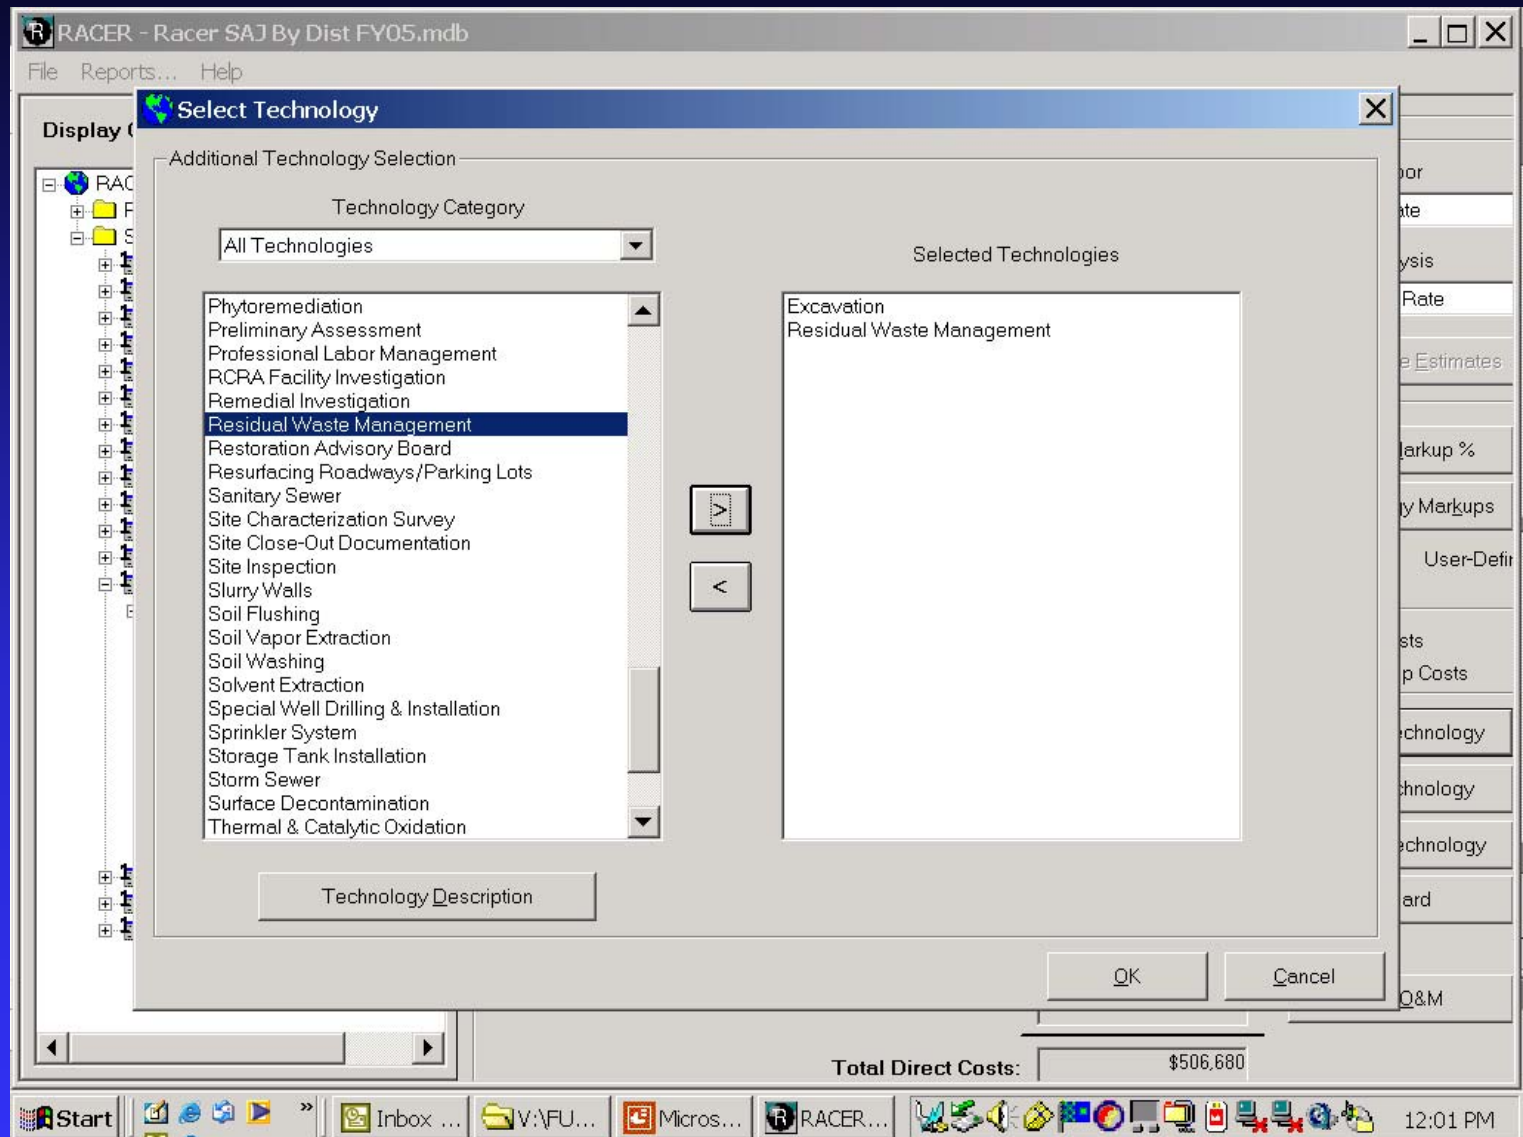 RACER - Racer SAJ By Dist FY05.mdb
File Reports... Help
Display
Select Technology
Additional Technology Selection
Technology Category
All Technologies
Selected Technologies
Phytoremediation
Preliminary Assessment
Professional Labor Management
RCRA Facility Investigation
Remedial Investigation
Residual Waste Management
Restoration Advisory Board
Resurfacing Roadways/Parking Lots
Sanitary Sewer
Site Characterization Survey
Site Close-Out Documentation
Site Inspection
Slurry Walls
Soil Flushing
Soil Vapor Extraction
Soil Washing
Solvent Extraction
Special Well Drilling & Installation
Sprinkler System
Storage Tank Installation
Storm Sewer
Surface Decontamination
Thermal & Catalytic Oxidation
>
<
Excavation
Residual Waste Management
Technology Description
OK
Cancel
Rate
Estimates
%
Markups
Costs
O&M
Total Direct Costs:
$506,680
Start
Inbox ...
V:\FU...
Micros...
RACER...
12:01 PM